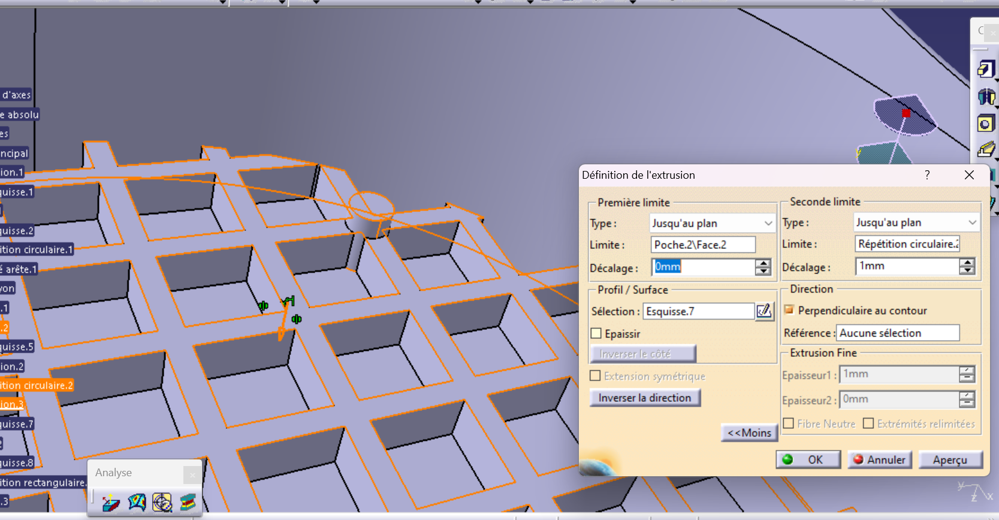 d'axes
e absolu
es
ncipal
ion.1
quisse.1
quisse.2
ition circulaire.1
é arête.1
yon
.1
.2
quisse.5
ion.2
ition circulaire.2
ion.3
quisse.7
2
quisse.8
ition rectangulaire.
.3
Analyse
Définition de l'extrusion
?
Première limite
Type :
Jusqu'au plan
Limite :
Poche.2\Face.2
Décalage :
0mm
Seconde limite
Type :
Jusqu'au plan
Limite :
Répétition circulaire.2
Décalage :
1mm
Profil / Surface
Sélection :
Esquisse.7
Epaissir
Inverser le côté
Extension symétrique
Inverser la direction
Direction
Perpendiculaire au contour
Référence :
Aucune sélection
Extrusion Fine
Epaisseur1 :
1mm
Epaisseur2 :
0mm
Fibre Neutre
Extrémités relimitées
<<Moins
OK
Annuler
Aperçu
C
y
z
x